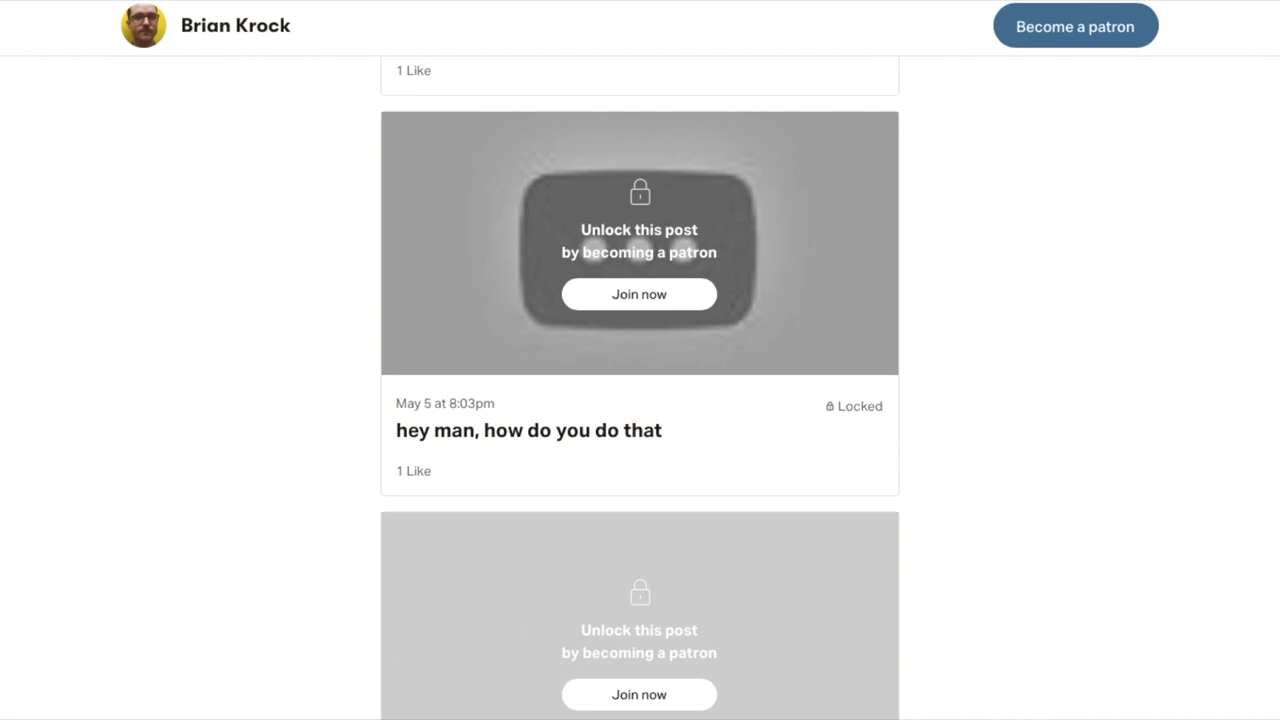 Brian Krock
Become a patron
1 Like
Unlock this post
by becoming a patron
Join now
May 5 at 8:03pm
Locked
hey man, how do you do that
1 Like
Unlock this post
by becoming a patron
Join now